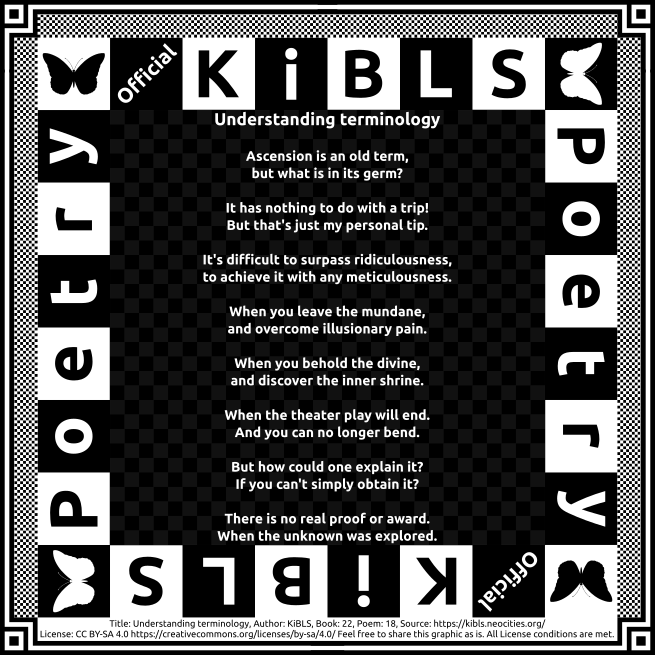 Official KiBLS
Poetry
Poetry
Understanding terminology
Ascension is an old term,
but what is in its germ?
It has nothing to do with a trip!
But that's just my personal tip.
It's difficult to surpass ridiculousness,
to achieve it with any meticulousness.
When you leave the mundane,
and overcome illusionary pain.
When you behold the divine,
and discover the inner shrine.
When the theater play will end.
And you can no longer bend.
But how could one explain it?
If you can't simply obtain it?
There is no real proof or award.
When the unknown was explored.
Official KiBLS
Title: Understanding terminology, Author: KiBLS, Book: 22, Poem: 18, Source: https://kibls.neocities.org/
License: CC BY-SA 4.0 https://creativecommons.org/licenses/by-sa/4.0/ Feel free to share this graphic as is. All License conditions are met.